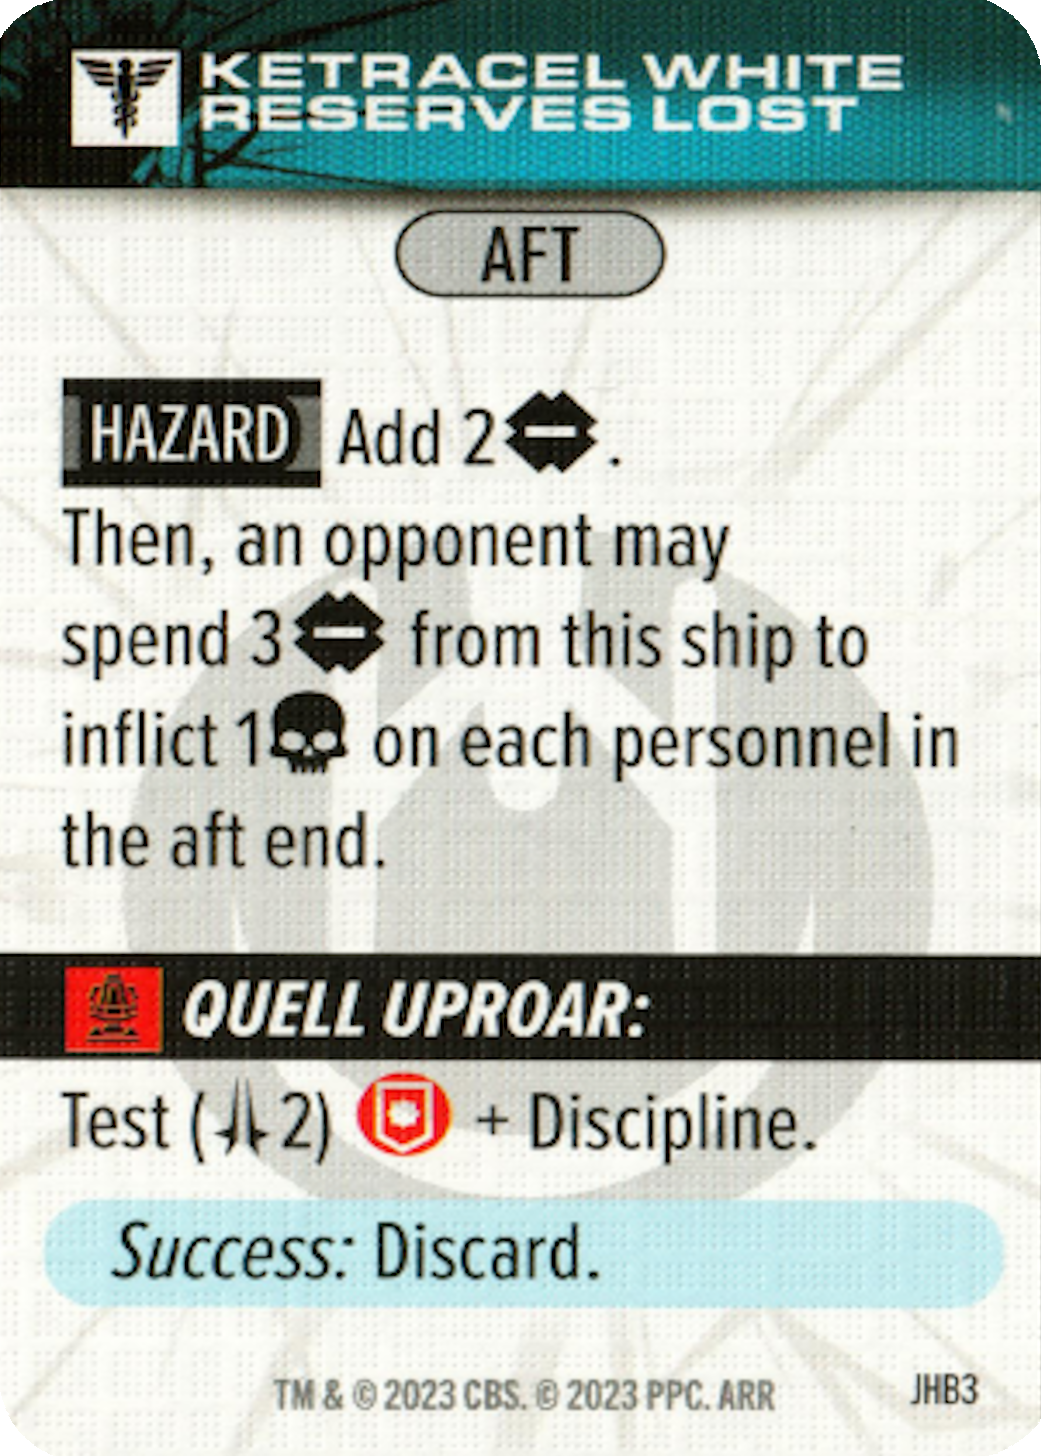 KETRACEL WHITE
RESERVES LOST
AFT
HAZARD Add 2.
Then, an opponent may
spend 3 from this ship to
inflict 1 on each personnel in
the aft end.
QUELL UPROAR:
Test (2) + Discipline.
Success: Discard.
TM & © 2023 CBS. © 2023 PPC. ARR
JHB3